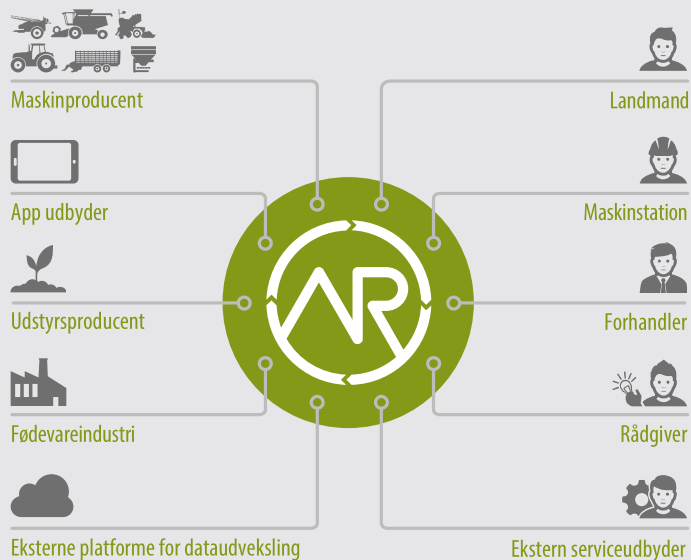 Maskinproducent
Landmand
App udbyder
Maskinstation
AR
Udstyrsproducent
Forhandler
Fødevareindustri
Rådgiver
Eksterne platforme for dataudveksling
Ekstern serviceudbyder